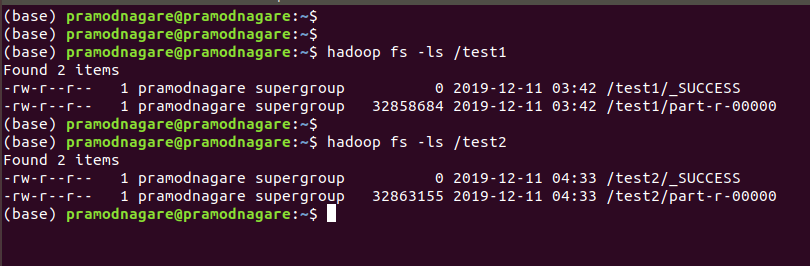 (base) pramodnagare@pramodnagare:~$
(base) pramodnagare@pramodnagare:~$
(base) pramodnagare@pramodnagare:~$ hadoop fs -ls /test1
Found 2 items
-rw-r--r--   1 pramodnagare supergroup          0 2019-12-11 03:42 /test1/_SUCCESS
-rw-r--r--   1 pramodnagare supergroup   32858684 2019-12-11 03:42 /test1/part-r-00000
(base) pramodnagare@pramodnagare:~$
(base) pramodnagare@pramodnagare:~$ hadoop fs -ls /test2
Found 2 items
-rw-r--r--   1 pramodnagare supergroup          0 2019-12-11 04:33 /test2/_SUCCESS
-rw-r--r--   1 pramodnagare supergroup   32863155 2019-12-11 04:33 /test2/part-r-00000
(base) pramodnagare@pramodnagare:~$